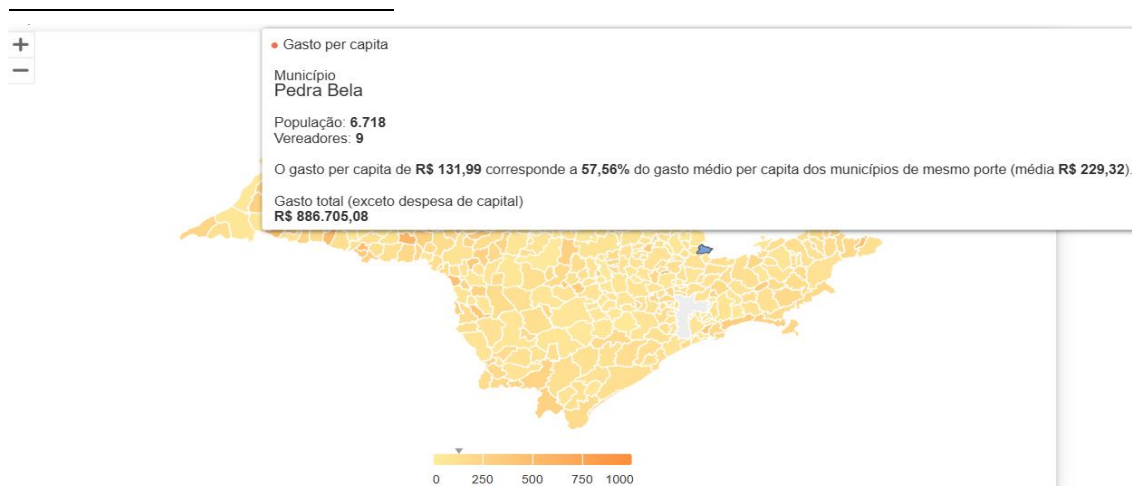 +
−
Gasto per capita
Município
Pedra Bela
População: 6.718
Vereadores: 9
O gasto per capita de R$ 131,99 corresponde a 57,56% do gasto médio per capita dos municípios de mesmo porte (média R$ 229,32).
Gasto total (exceto despesa de capital)
R$ 886.705,08
0 250 500 750 1000